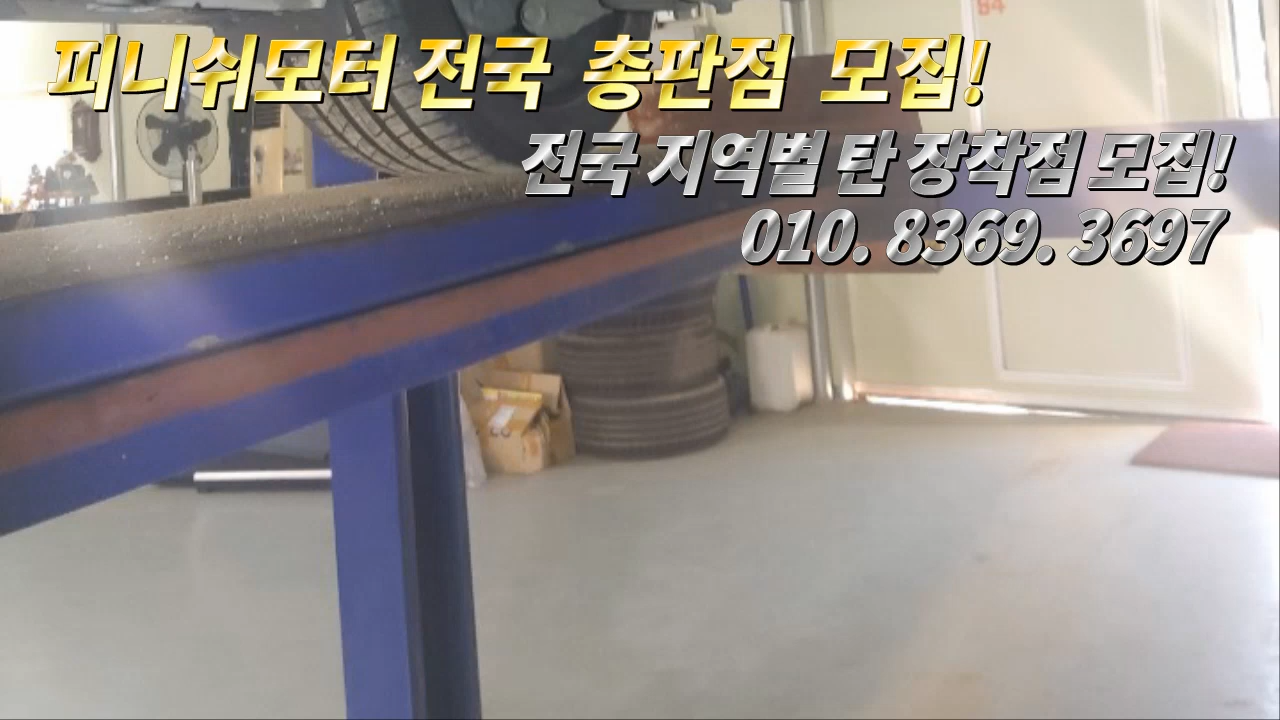 94
피니쉬모터 전국 총판점 모집!
전국 지역별 탄 장착점 모집!
010. 8369. 3697